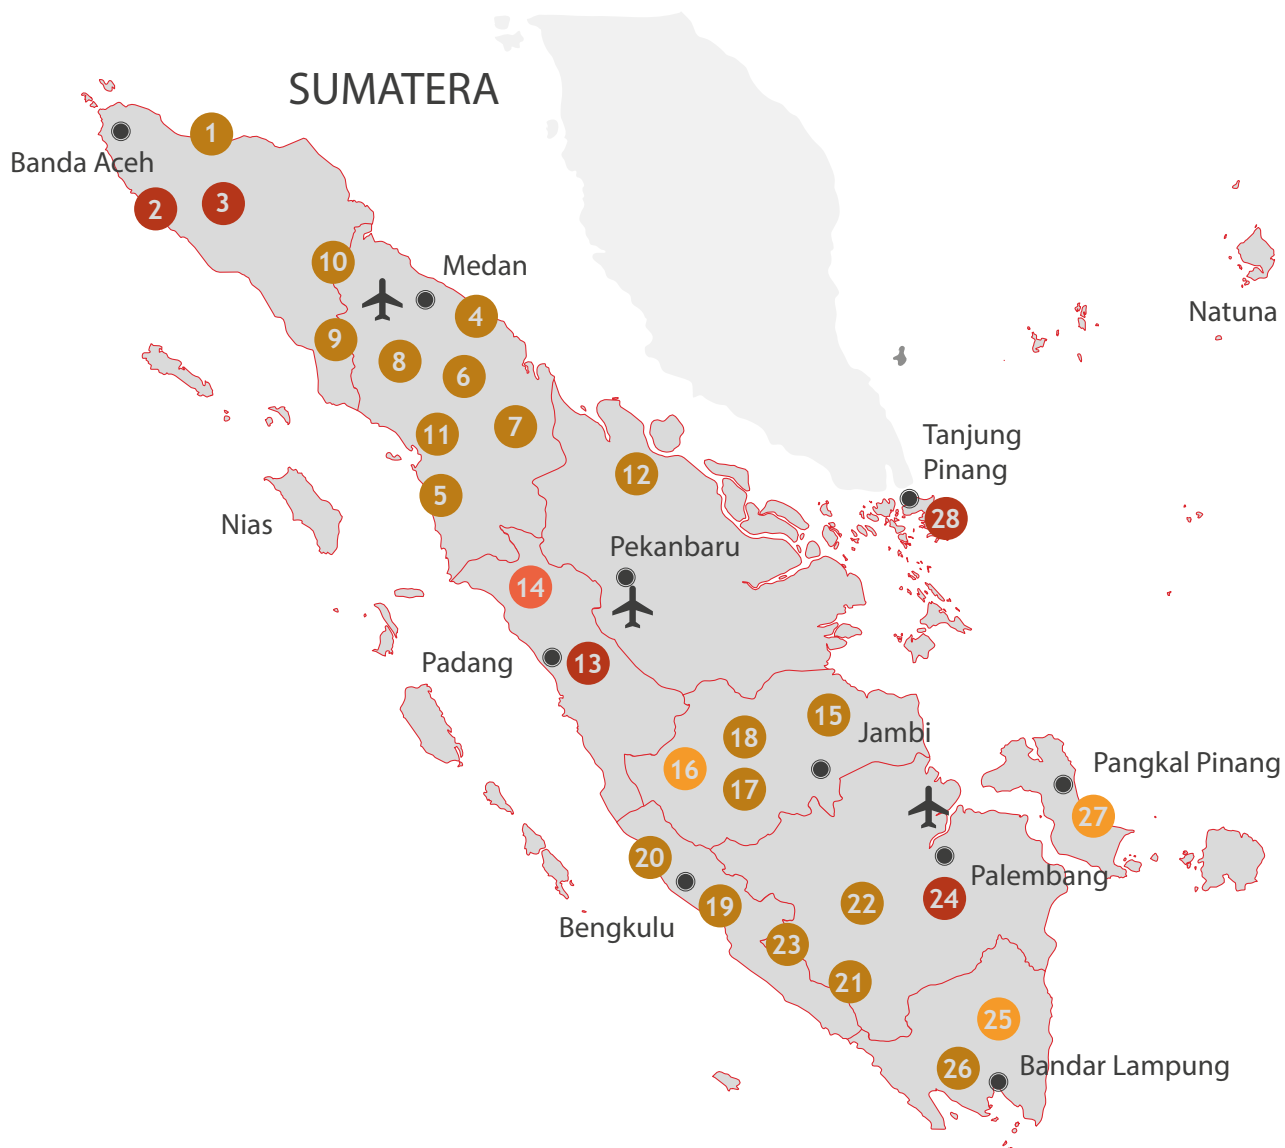 SUMATERA
1
Banda Aceh
2
3
10
Medan
4
Natuna
9
8
6
7
11
Tanjung
Pinang
12
5
28
Nias
Pekanbaru
14
Padang
13
15
Jambi
18
16
17
Pangkal Pinang
27
20
Palembang
24
22
19
Bengkulu
23
21
25
26
Bandar Lampung